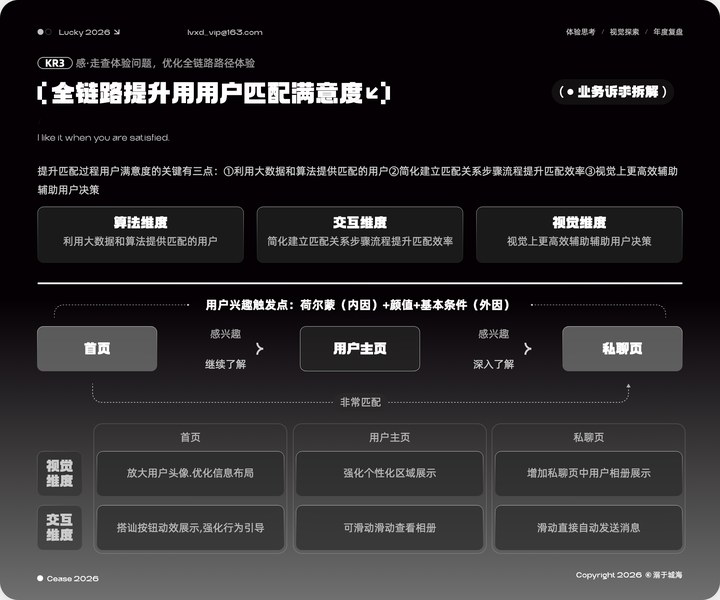 Lucky 2026
lvxd_vip@163.com
体验思考 / 视觉探索 / 年度复盘
KR3 感·走查体验问题，优化全链路路径体验
全链路提升用用户匹配满意度
业务诉求拆解
I like it when you are satisfied.
提升匹配过程用户满意度的关键有三点：①利用大数据和算法提供匹配的用户②简化建立匹配关系步骤流程提升匹配效率③视觉上更高效辅助
辅助用户决策
算法维度
利用大数据和算法提供匹配的用户
交互维度
简化建立匹配关系步骤流程提升匹配效率
视觉维度
视觉上更高效辅助辅助用户决策
用户兴趣触发点：荷尔蒙（内因）+颜值+基本条件（外因）
首页
感兴趣
继续了解
用户主页
感兴趣
深入了解
私聊页
非常匹配
首页
用户主页
私聊页
视觉
维度
放大用户头像.优化信息布局
强化个性化区域展示
增加私聊页中用户相册展示
交互
维度
搭讪按钮动效展示,强化行为引导
可滑动滑动查看相册
滑动直接自动发送消息
Cease 2026
Copyright 2026 ©溺于城海